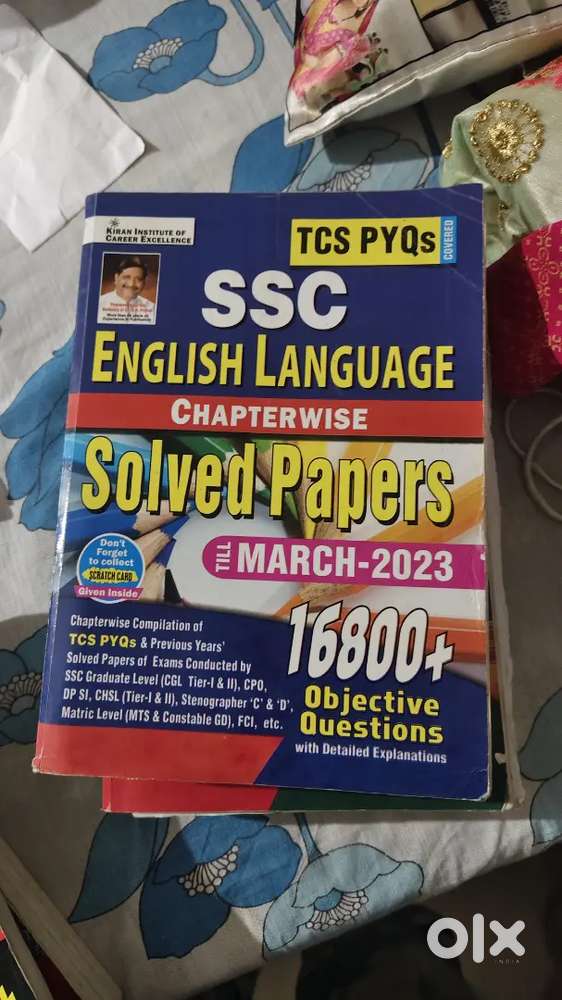 KIRAN INSTITUTE OF
CAREER EXCELLENCE
TCS PYQs COVERED
SSC
ENGLISH LANGUAGE
CHAPTERWISE
Solved Papers
TILL MARCH-2023
Don't
Forget
to collect
SCRATCH CARD
Given Inside
16800+
Objective
Questions
with Detailed Explanations
Chapterwise Compilation of
TCS PYQs & Previous Years'
Solved Papers of Exams Conducted by
SSC Graduate Level (CGL Tier-I & II), CPO,
DP SI, CHSL (Tier-I & II), Stenographer 'C' & 'D',
Matric Level (MTS & Constable GD), FCI, etc.
olx
INDIA